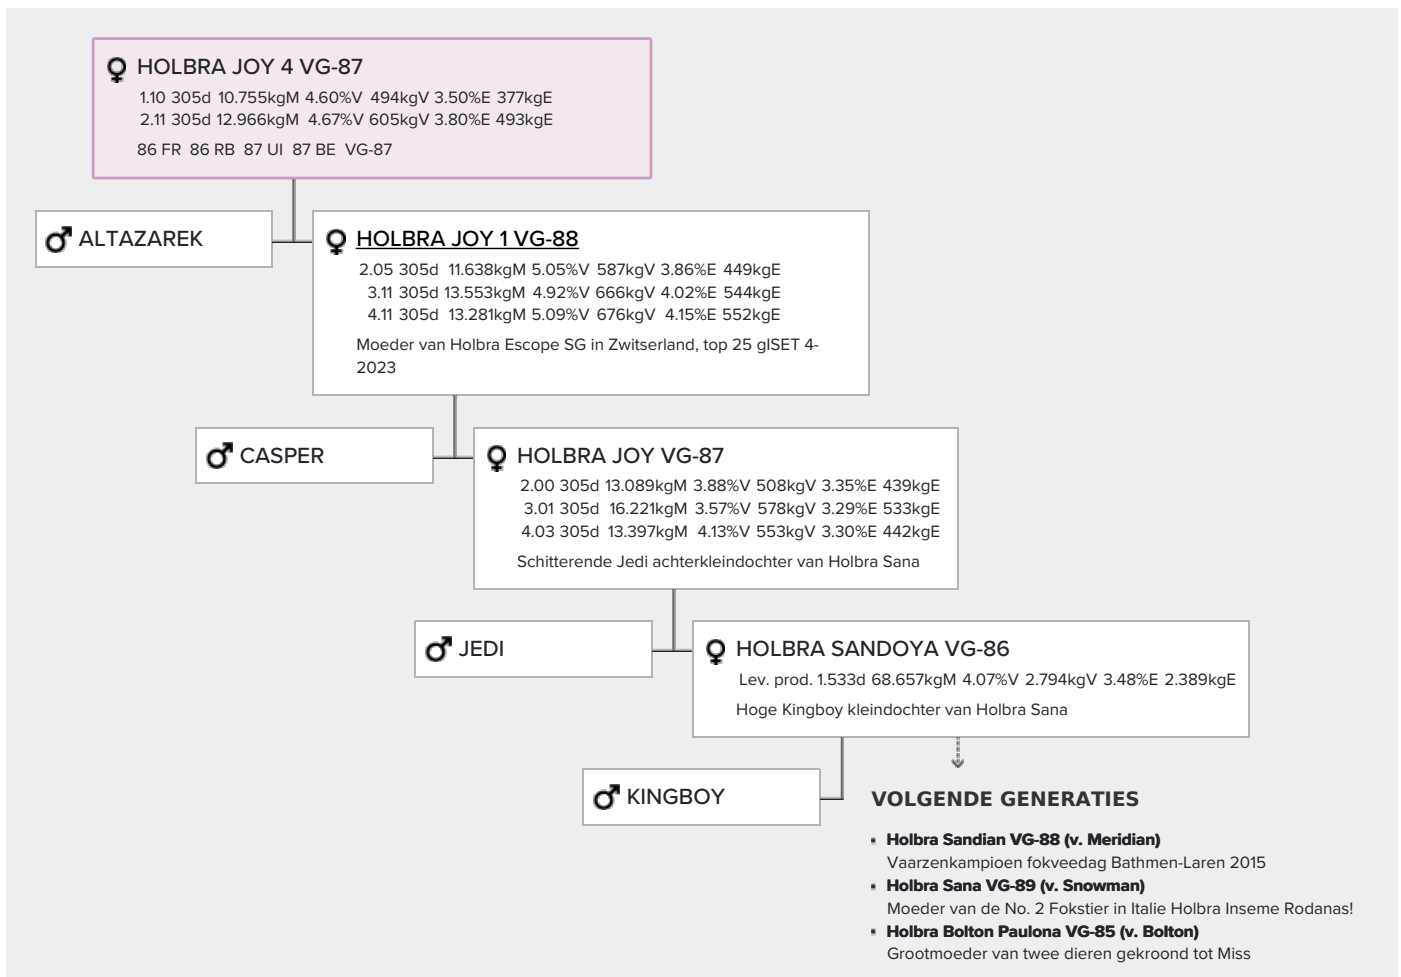 HOLBRA JOY 4 VG-87
1.10 305d 10.755kgM 4.60%V 494kgV 3.50%E 377kgE
2.11 305d 12.966kgM 4.67%V 605kgV 3.80%E 493kgE
86 FR 86 RB 87 UI 87 BE VG-87
ALTAZAREK
HOLBRA JOY 1 VG-88
2.05 305d 11.638kgM 5.05%V 587kgV 3.86%E 449kgE
3.11 305d 13.553kgM 4.92%V 666kgV 4.02%E 544kgE
4.11 305d 13.281kgM 5.09%V 676kgV 4.15%E 552kgE
Moeder van Holbra Escope SG in Zwitserland, top 25 gISET 4-
2023
CASPER
HOLBRA JOY VG-87
2.00 305d 13.089kgM 3.88%V 508kgV 3.35%E 439kgE
3.01 305d 16.221kgM 3.57%V 578kgV 3.29%E 533kgE
4.03 305d 13.397kgM 4.13%V 553kgV 3.30%E 442kgE
Schitterende Jedi achterkleindochter van Holbra Sana
JEDI
HOLBRA SANDOYA VG-86
Lev. prod. 1.533d 68.657kgM 4.07%V 2.794kgV 3.48%E 2.389kgE
Hoge Kingboy kleindochter van Holbra Sana
KINGBOY
VOLGENDE GENERATIES
Holbra Sandian VG-88 (v. Meridian)
Vaarzenkampioen fokveedag Bathmen-Laren 2015
Holbra Sana VG-89 (v. Snowman)
Moeder van de No. 2 Fokstier in Italie Holbra Inseme Rodanas!
Holbra Bolton Paulona VG-85 (v. Bolton)
Grootmoeder van twee dieren gekroond tot Miss